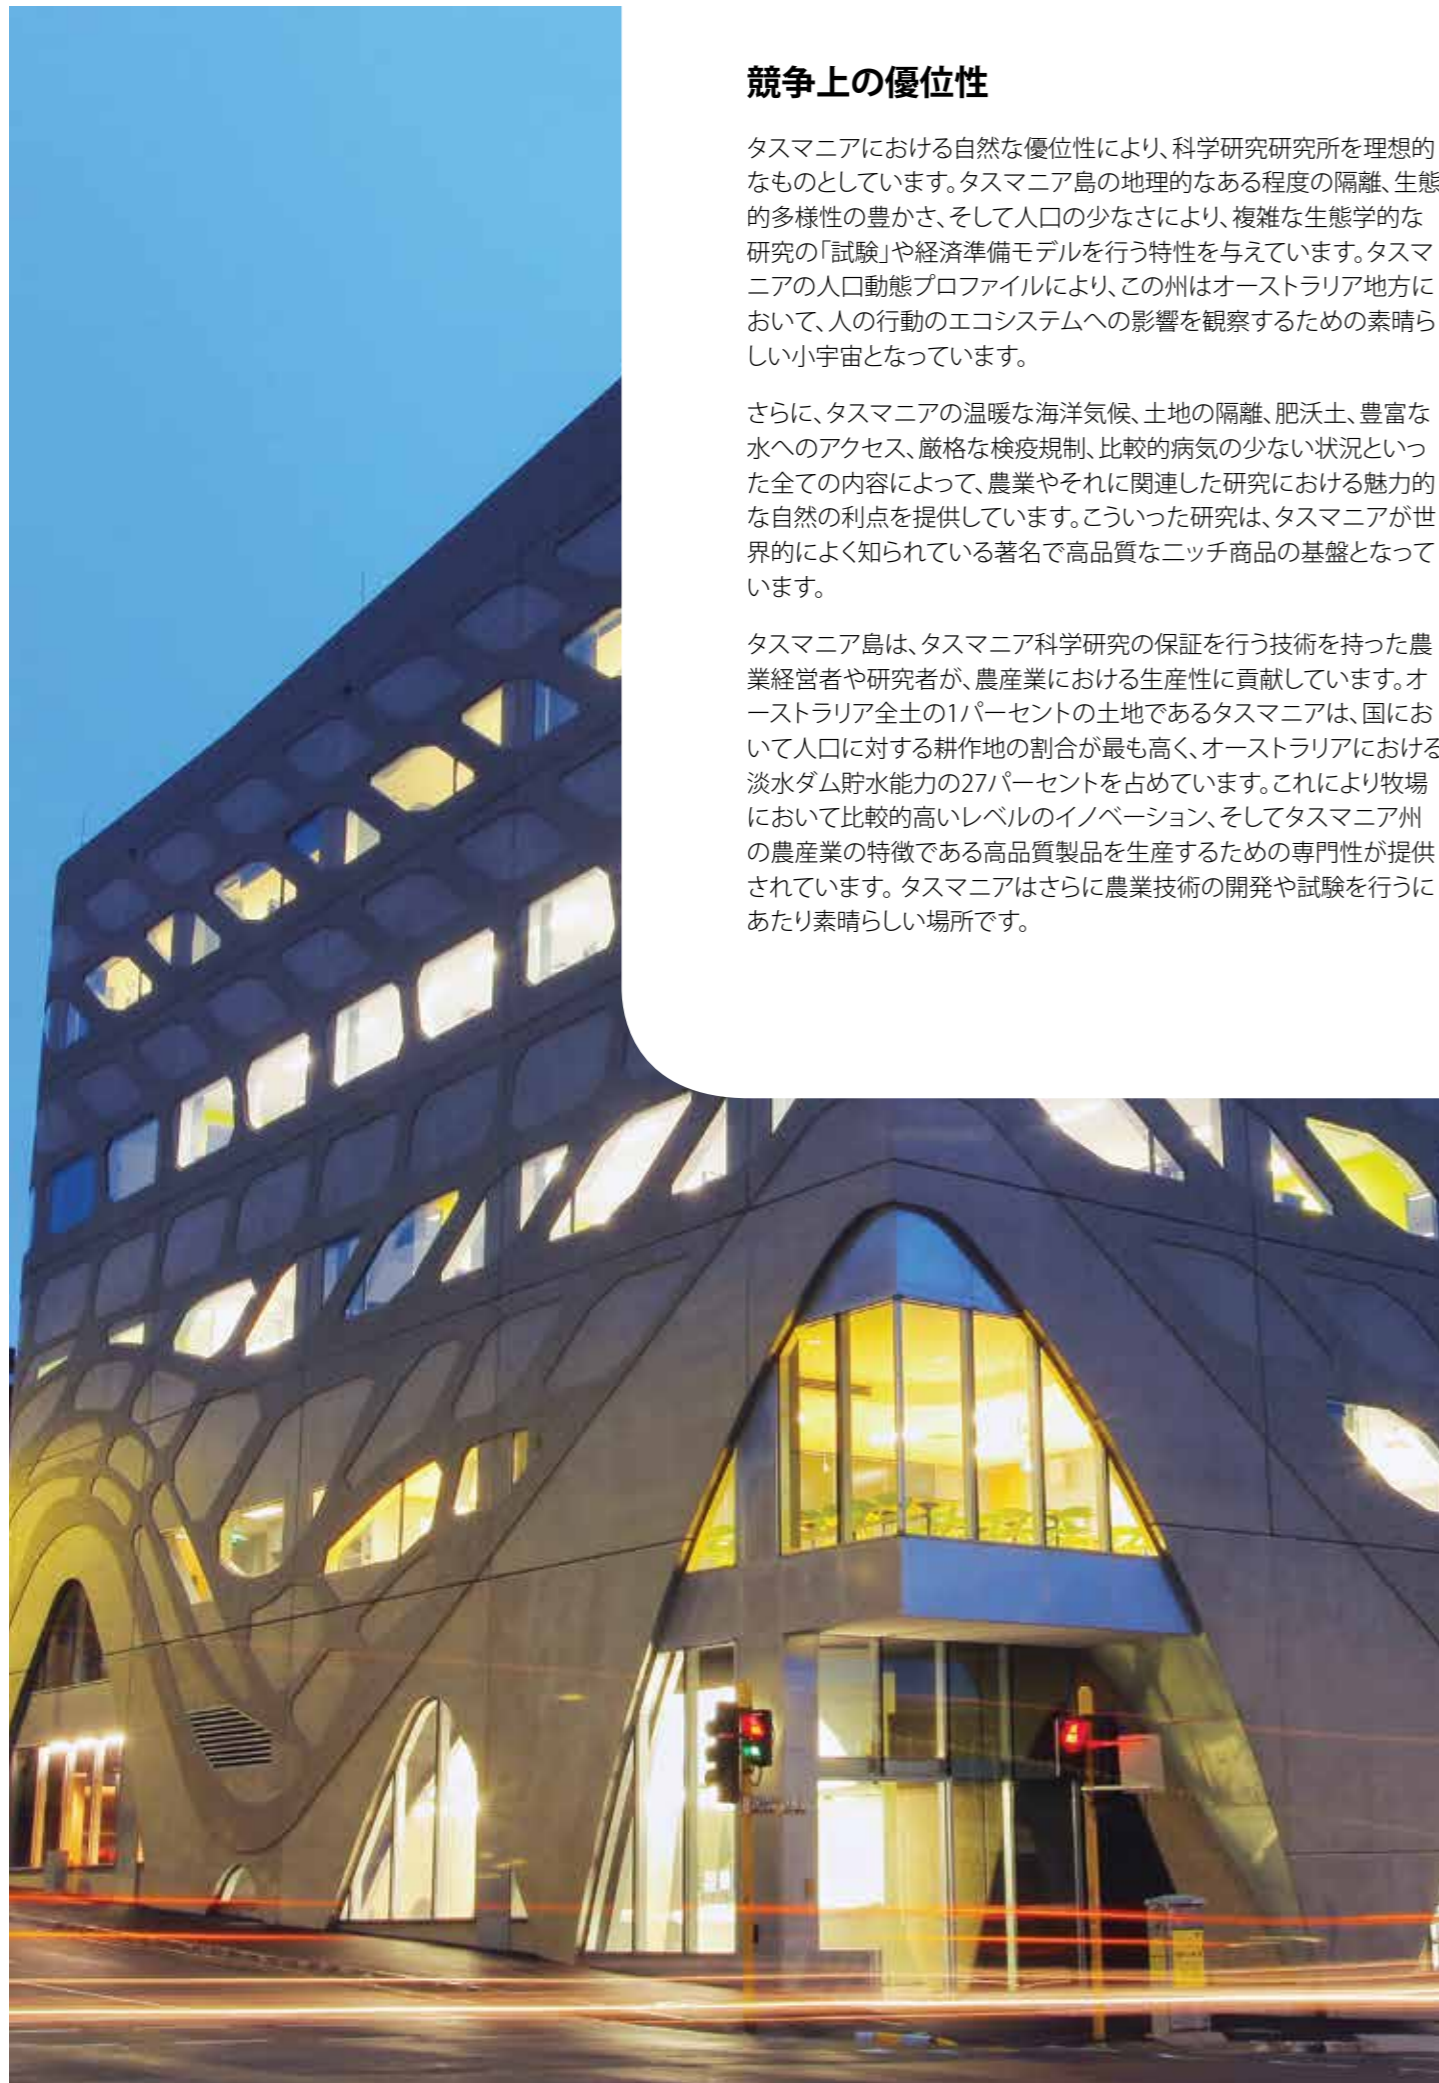 競争上の優位性
タスマニアにおける自然な優位性により、科学研究研究所を理想的
なものとしています。タスマニア島の地理的なある程度の隔離、生態
的多様性の豊かさ、そして人口の少なさにより、複雑な生態学的な
研究の「試験」や経済準備モデルを行う特性を与えています。タスマ
ニアの人口動態プロファイルにより、この州はオーストラリア地方に
おいて、人の行動のエコシステムへの影響を観察するための素晴ら
しい小宇宙となっています。
さらに、タスマニアの温暖な海洋気候、土地の隔離、肥沃土、豊富な
水へのアクセス、厳格な検疫規制、比較的病気の少ない状況といっ
た全ての内容によって、農業やそれに関連した研究における魅力的
な自然の利点を提供しています。こういった研究は、タスマニアが世
界的によく知られている著名で高品質なニッチ商品の基盤となって
います。
タスマニア島は、タスマニア科学研究の保証を行う技術を持った農
業経営者や研究者が、農産業における生産性に貢献しています。オ
ーストラリア全土の1パーセントの土地であるタスマニアは、国にお
いて人口に対する耕作地の割合が最も高く、オーストラリアにおける
淡水ダム貯水能力の27パーセントを占めています。これにより牧場
において比較的高いレベルのイノベーション、そしてタスマニア州
の農産業の特徴である高品質製品を生産するための専門性が提供
されています。 タスマニアはさらに農業技術の開発や試験を行うに
あたり素晴らしい場所です。